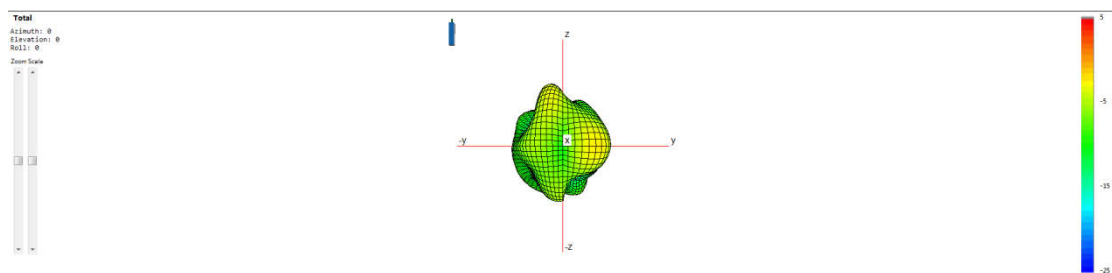 Total
Azimuth: 0
Elevation: 0
Roll: 0
Zoom Scale
z
-y
x
y
-z
5
-5
-15
-25